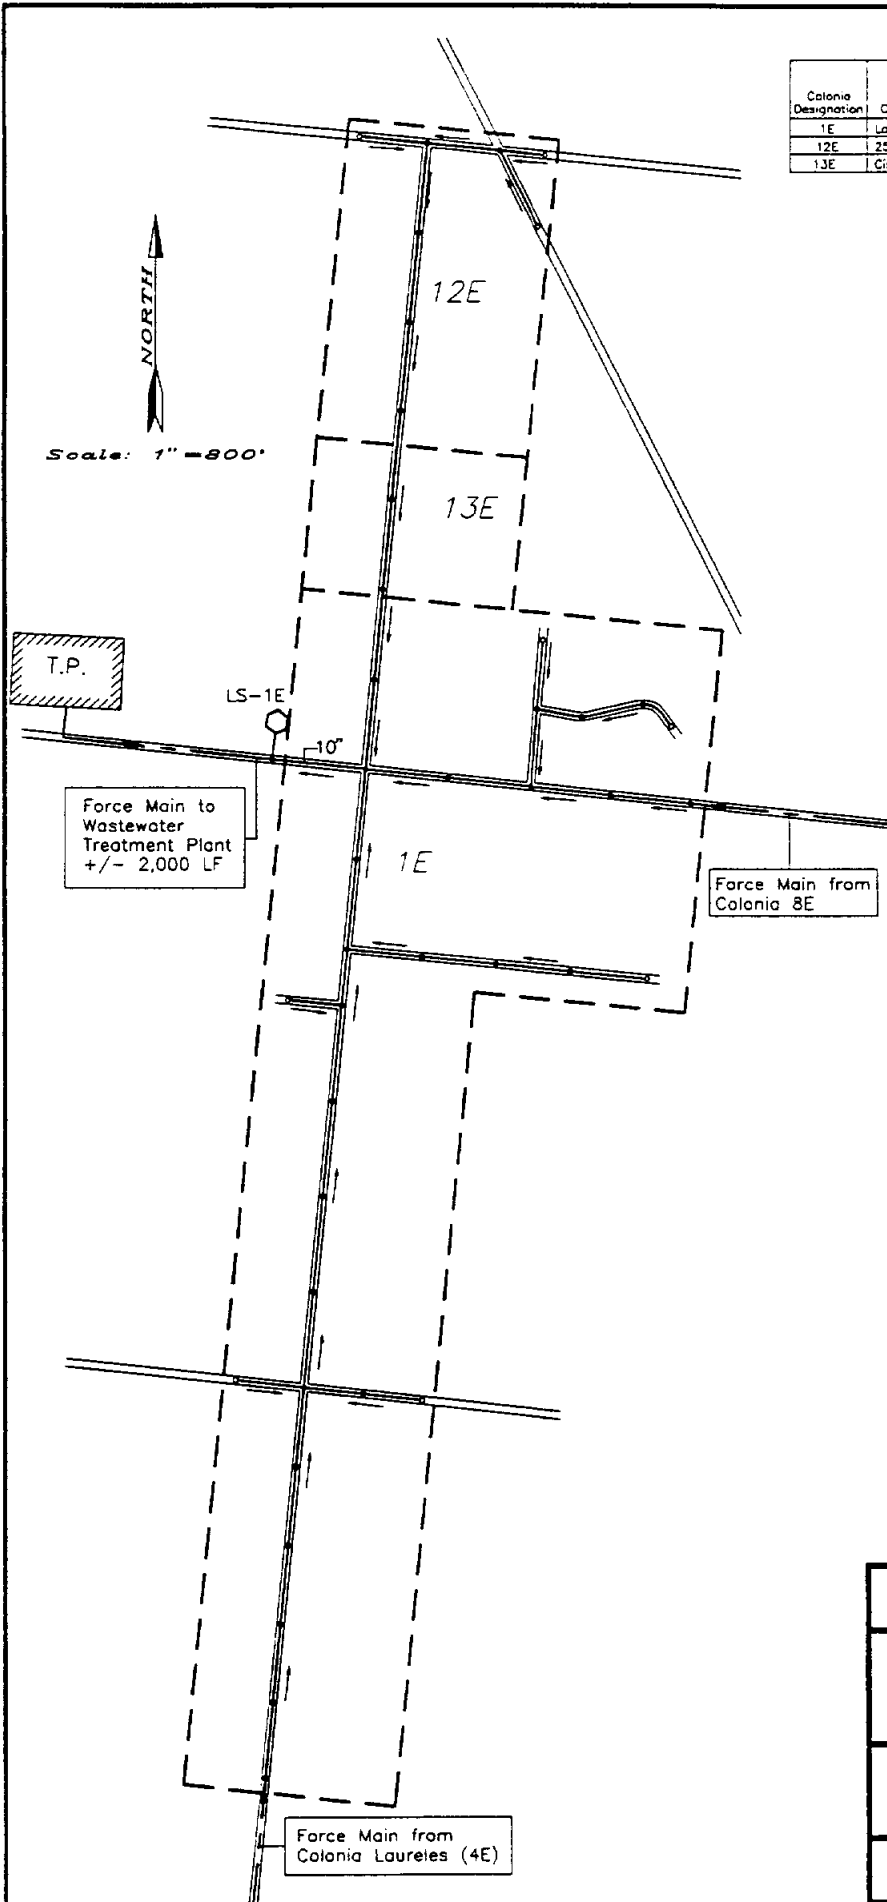 Colonia
Designation
1E
12E
13E
12E
NORTH
Scale: 1"=800'
13E
T.P.
LS-1E
10"
Force Main to
Wastewater
Treatment Plant
+/- 2,000 LF
1E
Force Main from
Colonia 8E
Force Main from
Colonia Laureles (4E)